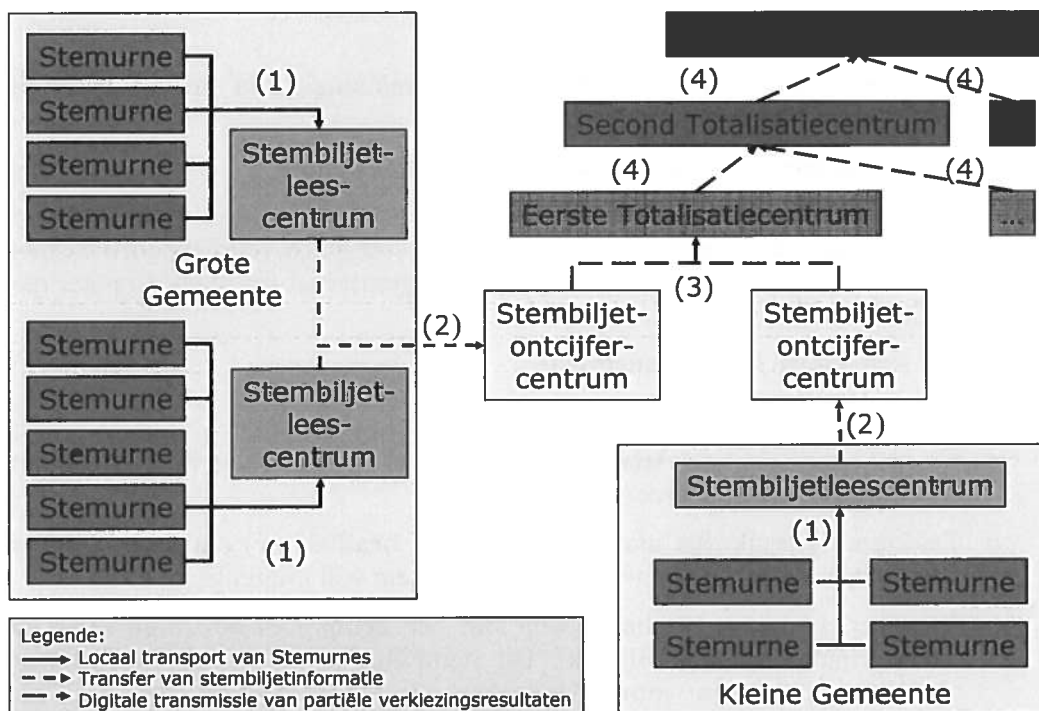 Stemurne
Stemurne
Stemurne
Stemurne
(1)
Stembiljet-
lees-
centrum
Grote
Gemeente
Stemurne
Stemurne
Stemurne
Stemurne
Stemurne
Stembiljet-
lees-
centrum
(1)
(2)
(4)
(4)
Second Totalisatiecentrum
(4)
(4)
Eerste Totalisatiecentrum
...
(3)
Stembiljet-
ontcijfer-
centrum
Stembiljet-
ontcijfer-
centrum
(2)
Stembiljetleescentrum
(1)
Stemurne
Stemurne
Stemurne
Stemurne
Kleine Gemeente
Legende:
Locaal transport van Stemurnes
Transfer van stembiljetinformatie
Digitale transmissie van partiële verkiezingsresultaten